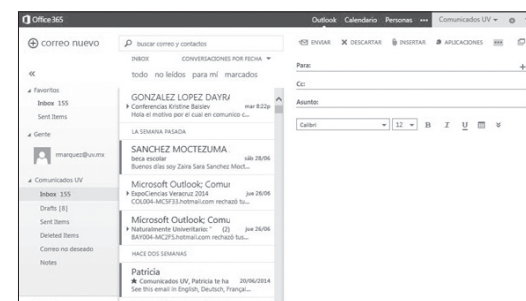 Office 365
Outlook Calendario Personas ••• Comunicados UV
correo nuevo
buscar correo y contactos
ENVIAR DESCARTAR INSERTAR APLICACIONES •••
INBOX CONVERSACIONES POR FECHA
todo no leídos para mí marcados
Favoritos
Inbox 155
Sent Items
Gente
rmarquez@uv.mx
Comunicados UV
Inbox 155
Drafts [8]
Sent Items
Deleted Items
Correo no deseado
Notes
GONZALEZ LOPEZ DAYR
Conferencias Kristine Baisley mar 8:22p
Hola el motivo por el cual en comunico c...
LA SEMANA PASADA
SANCHEZ MOCTEZUMA
beca escolar sáb 28/06
Buenos días soy Zaira Sara Sanchez Moct...
Microsoft Outlook; Comu
ExpoCiencias Veracruz 2014 jue 26/06
COL004-MC5F33.hotmail.com rechazó tus...
Microsoft Outlook; Comu
Naturalmente Univeritario: " (2) jue 26/06
BAY004-MC2F5.hotmail.com rechazó tu...
HACE DOS SEMANAS
Patricia
Comunicados UV, Patricia te ha 20/06/2014
See this email in English, Deutsch, Françai...
Para:
Cc:
Asunto:
Calibri 12 B I U